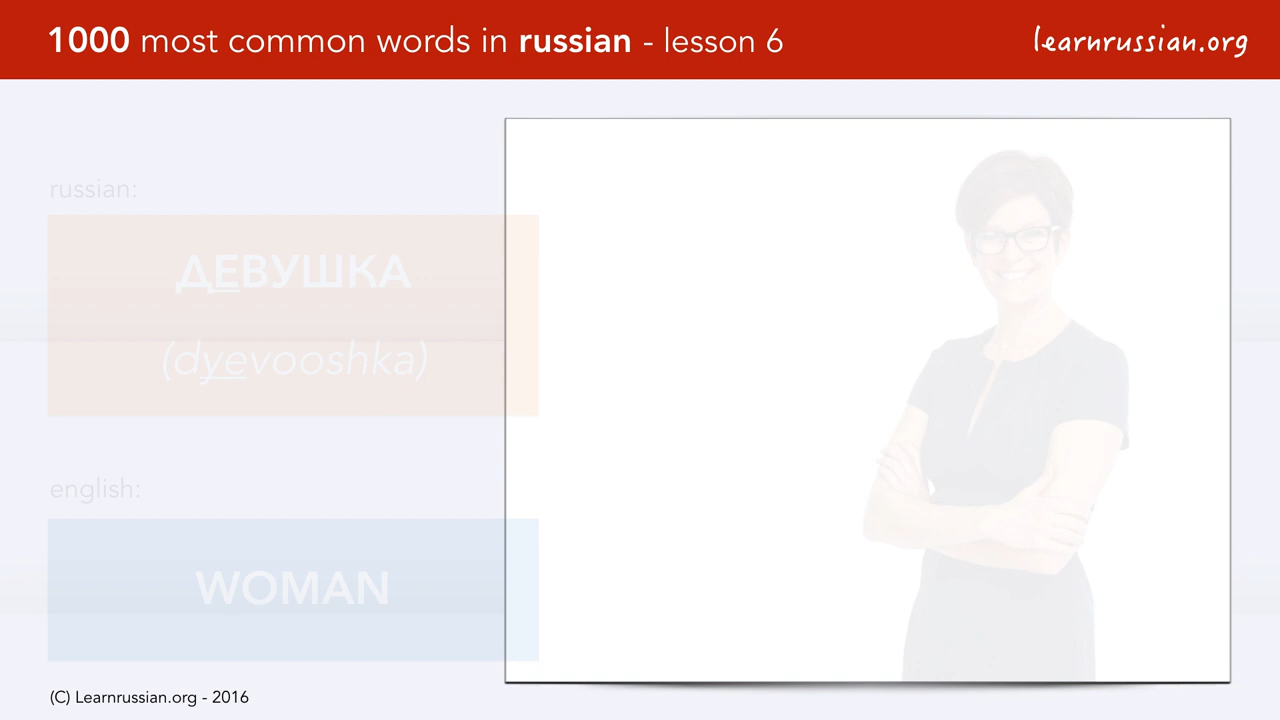 1000 most common words in russian - lesson 6
learnrussian.org
russian:
ДЕВУШКА
(dyevooshka)
english:
WOMAN
(C) Learnrussian.org - 2016